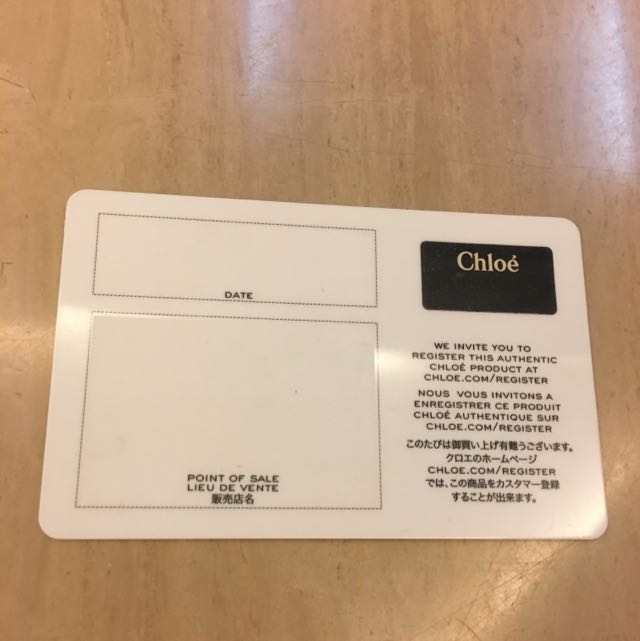 DATE
POINT OF SALE
LIEU DE VENTE
販売店名
Chloé
WE INVITE YOU TO
REGISTER THIS AUTHENTIC
CHLOÉ PRODUCT AT
CHLOE.COM/REGISTER
NOUS VOUS INVITONS A
ENREGISTRER CE PRODUIT
CHLOÉ AUTHENTIQUE SUR
CHLOE.COM/REGISTER
このたびは御買い上げ有難うございます。
クロエのホームページ
CHLOE.COM/REGISTER
では、この商品をカスタマー登録
することが出来ます。